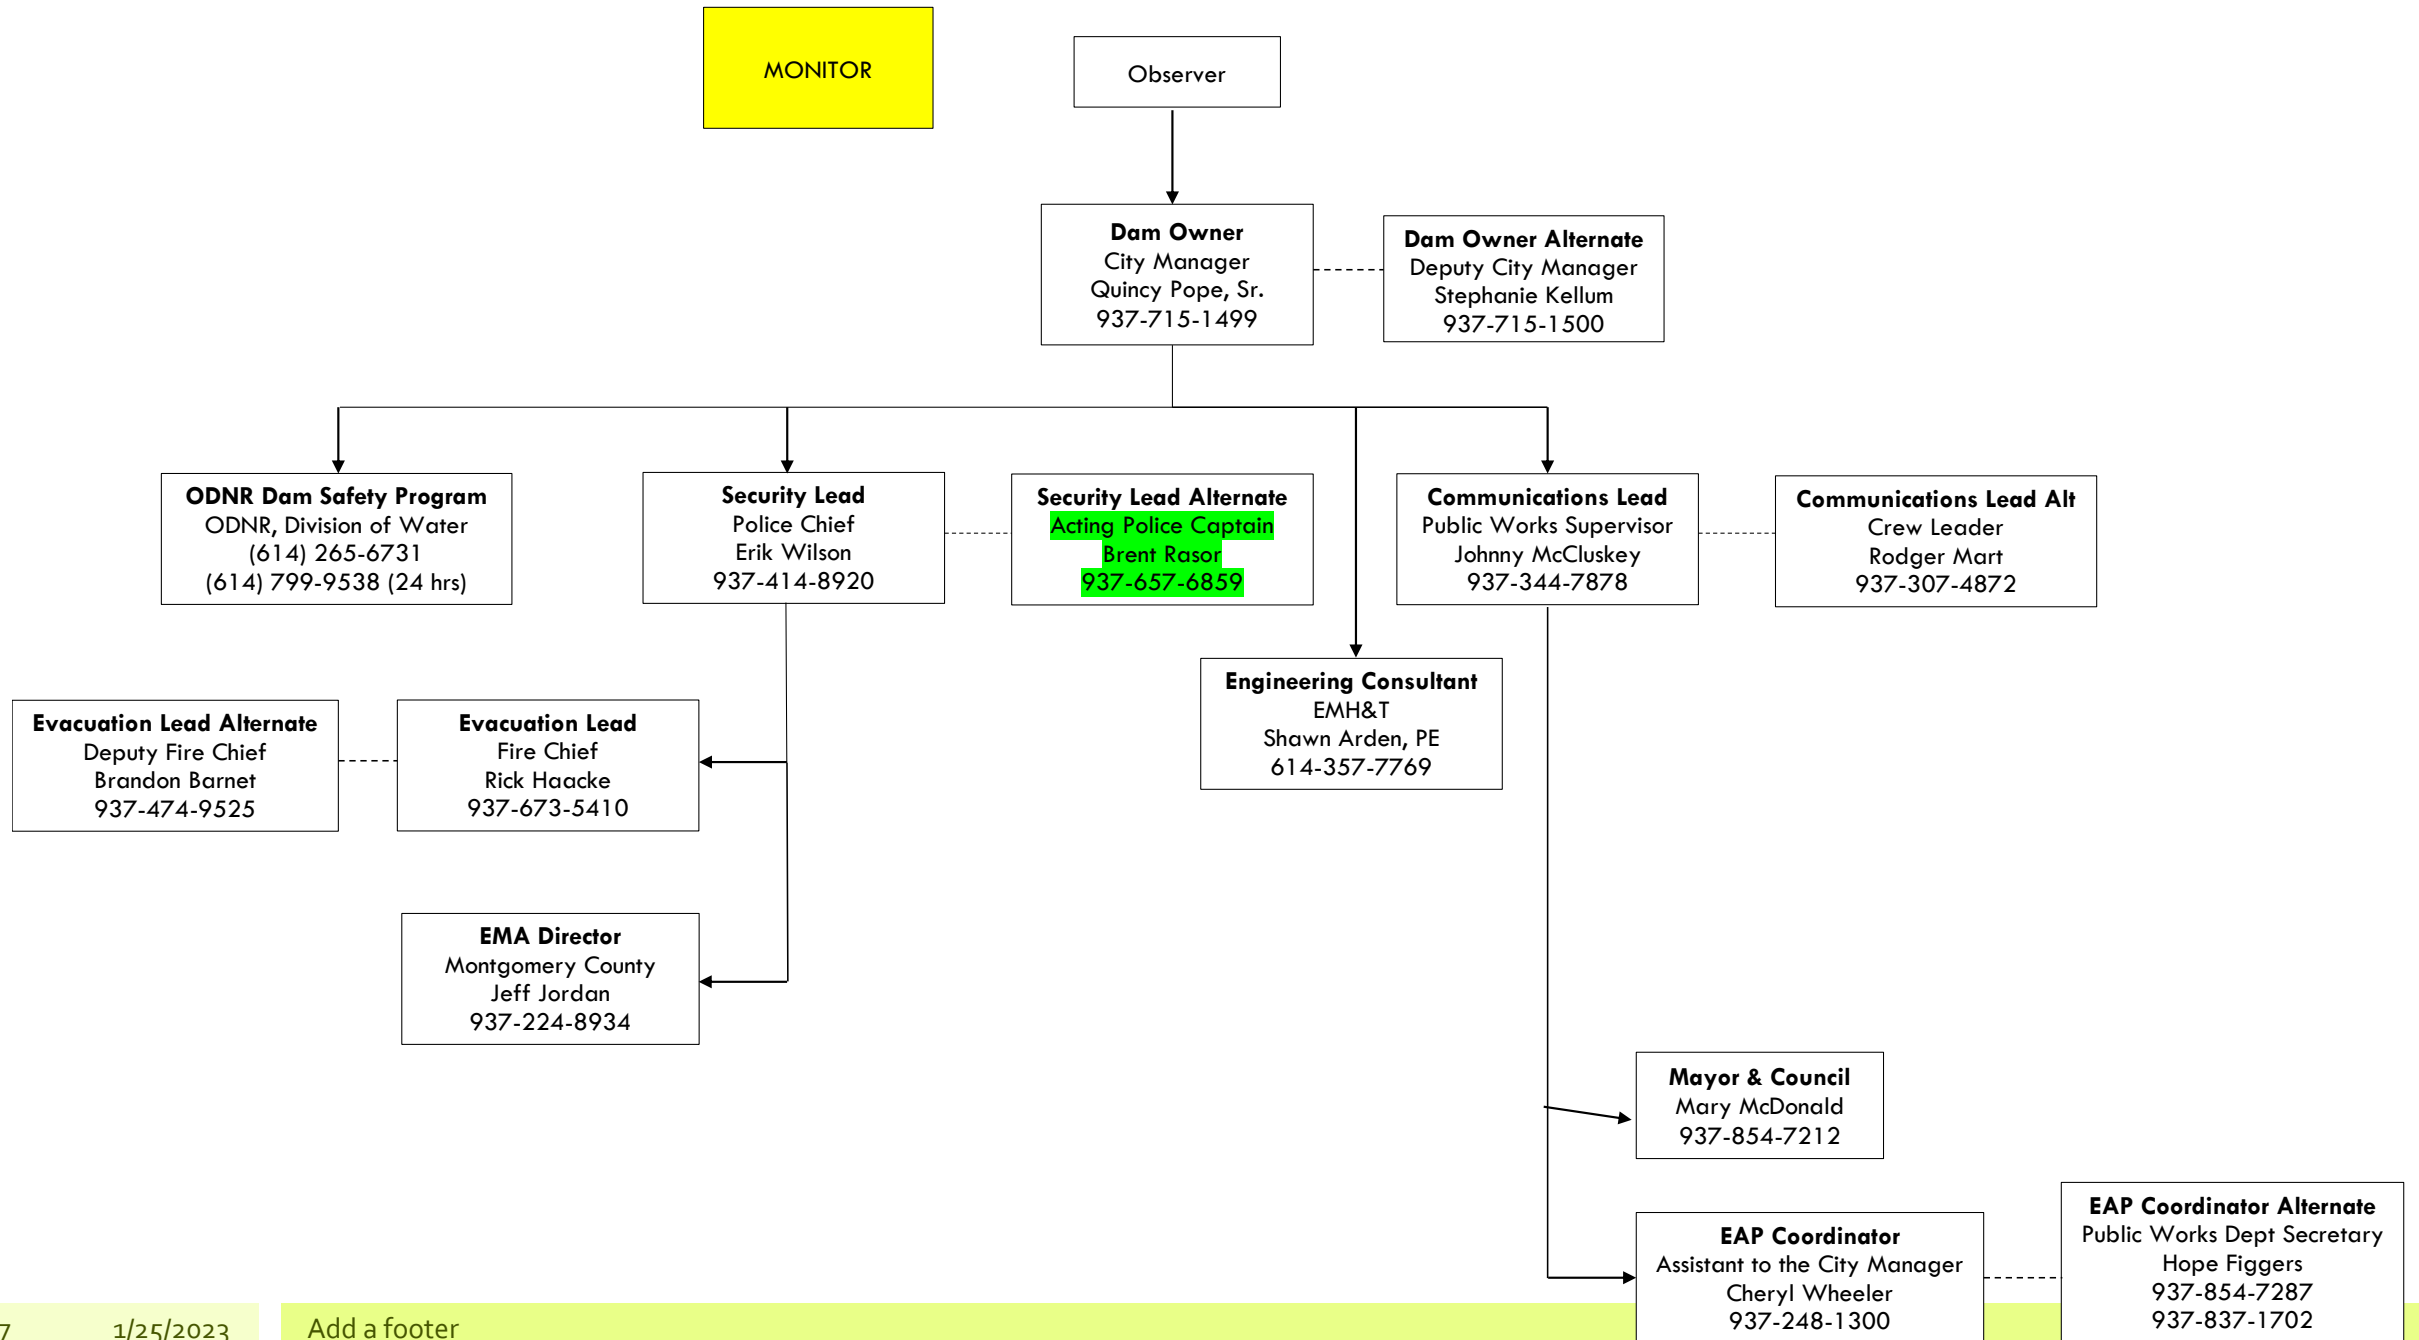 MONITOR
Observer
Dam Owner
City Manager
Quincy Pope, Sr.
937-715-1499
Dam Owner Alternate
Deputy City Manager
Stephanie Kellum
937-715-1500
ODNR Dam Safety Program
ODNR, Division of Water
(614) 265-6731
(614) 799-9538 (24 hrs)
Security Lead
Police Chief
Erik Wilson
937-414-8920
Security Lead Alternate
Acting Police Captain
Brent Rasor
937-657-6859
Communications Lead
Public Works Supervisor
Johnny McCluskey
937-344-7878
Communications Lead Alt
Crew Leader
Rodger Mart
937-307-4872
Engineering Consultant
EMH&T
Shawn Arden, PE
614-357-7769
Evacuation Lead Alternate
Deputy Fire Chief
Brandon Barnet
937-474-9525
Evacuation Lead
Fire Chief
Rick Haacke
937-673-5410
EMA Director
Montgomery County
Jeff Jordan
937-224-8934
Mayor & Council
Mary McDonald
937-854-7212
EAP Coordinator
Assistant to the City Manager
Cheryl Wheeler
937-248-1300
EAP Coordinator Alternate
Public Works Dept Secretary
Hope Figgers
937-854-7287
937-837-1702
7
1/25/2023
Add a footer